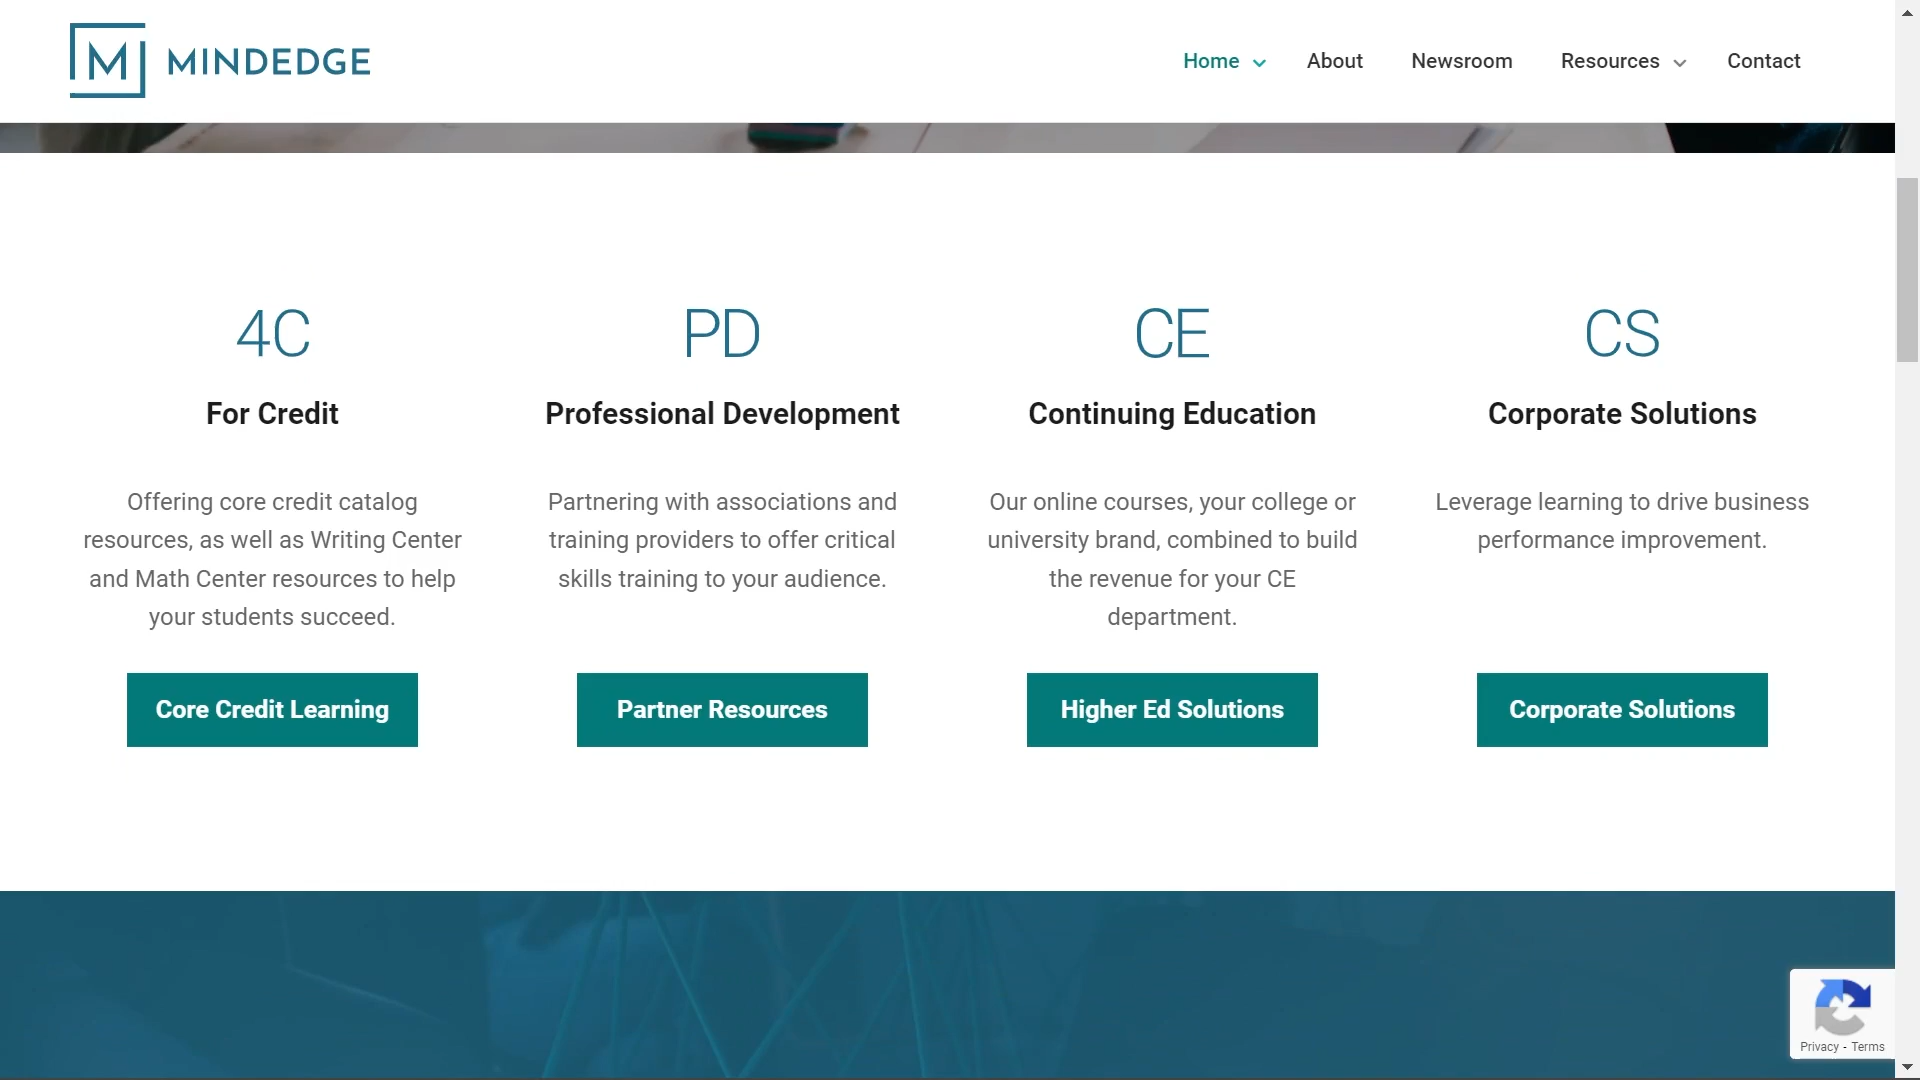 M MINDEDGE
Home About Newsroom Resources Contact
4C
For Credit
Offering core credit catalog
resources, as well as Writing Center
and Math Center resources to help
your students succeed.
Core Credit Learning
PD
Professional Development
Partnering with associations and
training providers to offer critical
skills training to your audience.
Partner Resources
CE
Continuing Education
Our online courses, your college or
university brand, combined to build
the revenue for your CE
department.
Higher Ed Solutions
CS
Corporate Solutions
Leverage learning to drive business
performance improvement.
Corporate Solutions
Privacy - Terms